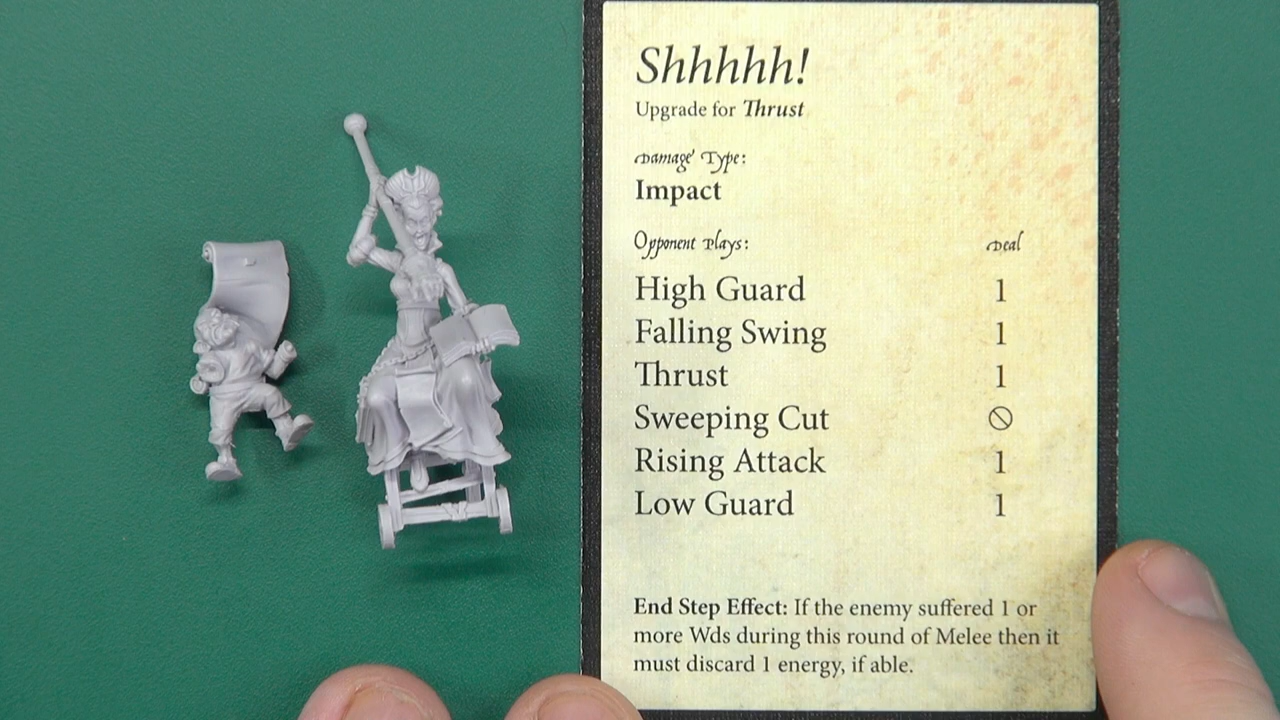 Shhhhh!
Upgrade for Thrust
Damage Type:
Impact
Opponent Plays: Deal
High Guard 1
Falling Swing 1
Thrust 1
Sweeping Cut
Rising Attack 1
Low Guard 1
End Step Effect: If the enemy suffered 1 or
more Wds during this round of Melee then it
must discard 1 energy, if able.